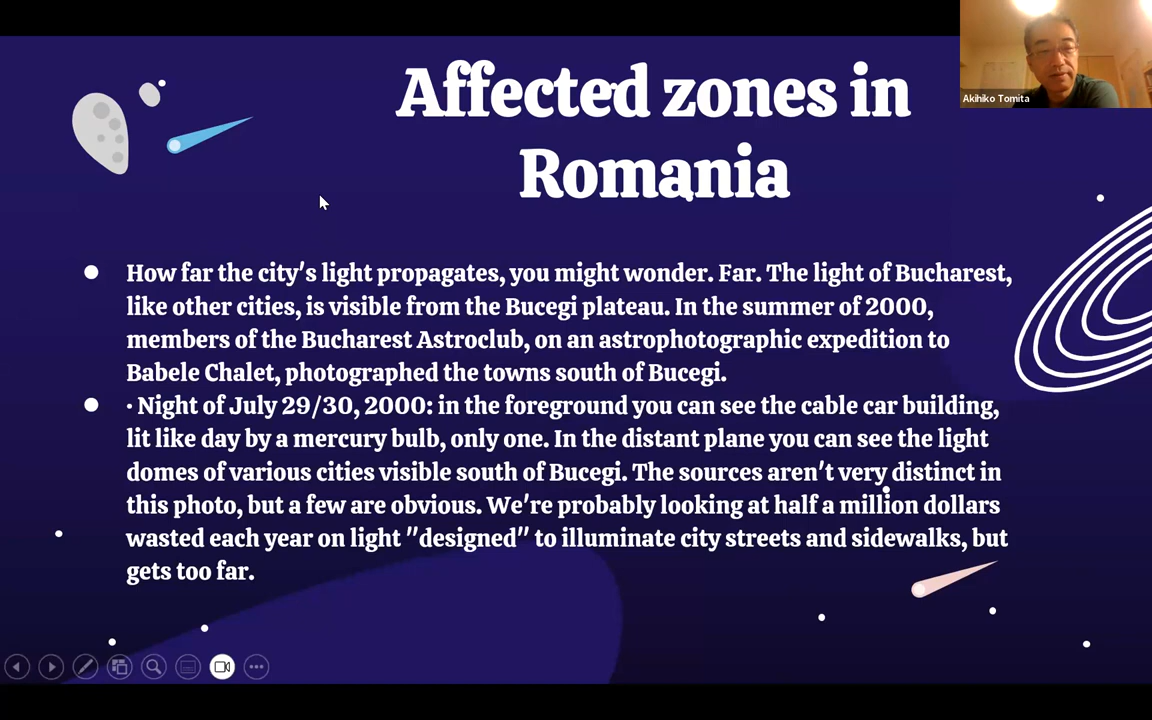 Affected zones in
Romania
Akihiko Tomita
How far the city's light propagates, you might wonder. Far. The light of Bucharest,
like other cities, is visible from the Bucegi plateau. In the summer of 2000,
members of the Bucharest Astroclub, on an astrophotographic expedition to
Babele Chalet, photographed the towns south of Bucegi.
· Night of July 29/30, 2000: in the foreground you can see the cable car building,
lit like day by a mercury bulb, only one. In the distant plane you can see the light
domes of various cities visible south of Bucegi. The sources aren't very distinct in
this photo, but a few are obvious. We're probably looking at half a million dollars
wasted each year on light "designed" to illuminate city streets and sidewalks, but
gets too far.